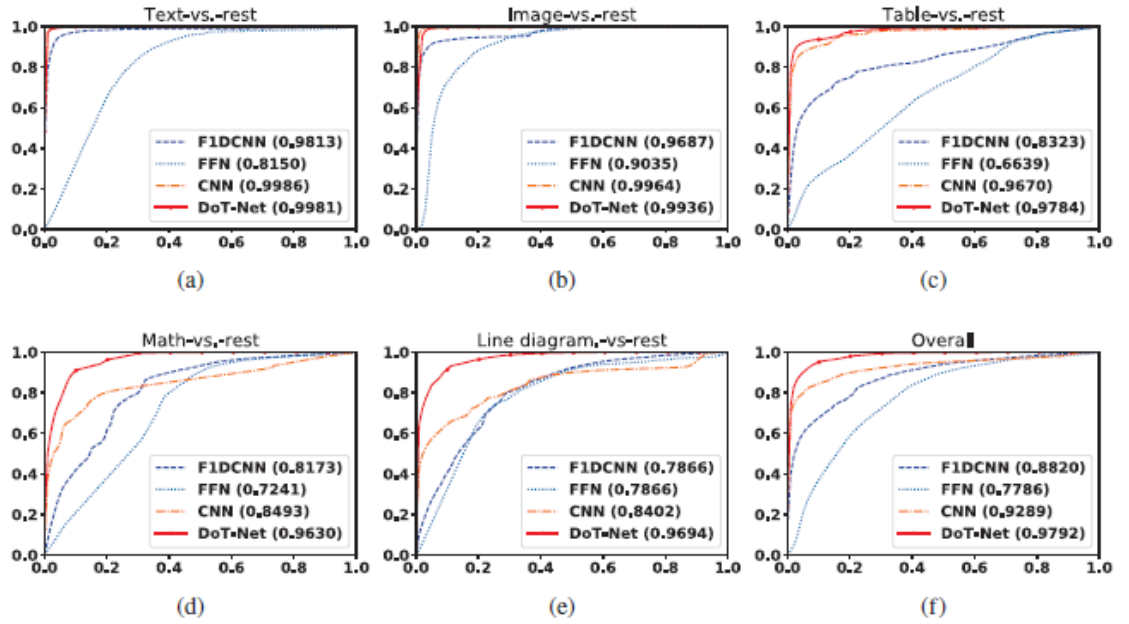 Text-vs.-rest
1.0
0.8
0.6
0.4
0.2
0.0
F1DCNN (0.9813)
FFN (0.8150)
CNN (0.9986)
DoT-Net (0.9981)
0.0 0.2 0.4 0.6 0.8 1.0
(a)
Image-vs.-rest
1.0
0.8
0.6
0.4
0.2
0.0
F1DCNN (0.9687)
FFN (0.9035)
CNN (0.9964)
DoT-Net (0.9936)
0.0 0.2 0.4 0.6 0.8 1.0
(b)
Table-vs.-rest
1.0
0.8
0.6
0.4
0.2
0.0
F1DCNN (0.8323)
FFN (0.6639)
CNN (0.9670)
DoT-Net (0.9784)
0.0 0.2 0.4 0.6 0.8 1.0
(c)
Math-vs.-rest
1.0
0.8
0.6
0.4
0.2
0.0
F1DCNN (0.8173)
FFN (0.7241)
CNN (0.8493)
DoT-Net (0.9630)
0.0 0.2 0.4 0.6 0.8 1.0
(d)
Line diagram.-vs-rest
1.0
0.8
0.6
0.4
0.2
0.0
F1DCNN (0.7866)
FFN (0.7866)
CNN (0.8402)
DoT-Net (0.9694)
0.0 0.2 0.4 0.6 0.8 1.0
(e)
Overall
1.0
0.8
0.6
0.4
0.2
0.0
F1DCNN (0.8820)
FFN (0.7786)
CNN (0.9289)
DoT-Net (0.9792)
0.0 0.2 0.4 0.6 0.8 1.0
(f)